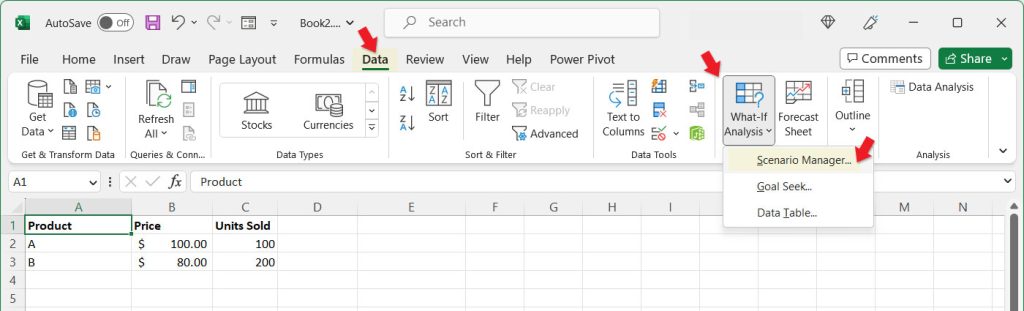 AutoSave Off Book2.... Search
File Home Insert Draw Page Layout Formulas Data Review View Help Power Pivot Comments Share
Get Data
Refresh All
Stocks Currencies
A Z Z A
Z A A Z
Sort
Filter
Clear
Reapply
Advanced
Text to Columns
What-If Analysis
Forecast Sheet
Outline
Data Analysis
Get & Transform Data Queries & Conn... Data Types Sort & Filter Data Tools Analysis
Scenario Manager...
Goal Seek...
Data Table...
A1 fx Product
A B C D E F G H I M N
1 Product Price Units Sold
2 A $ 100.00 100
3 B $ 80.00 200
4
5